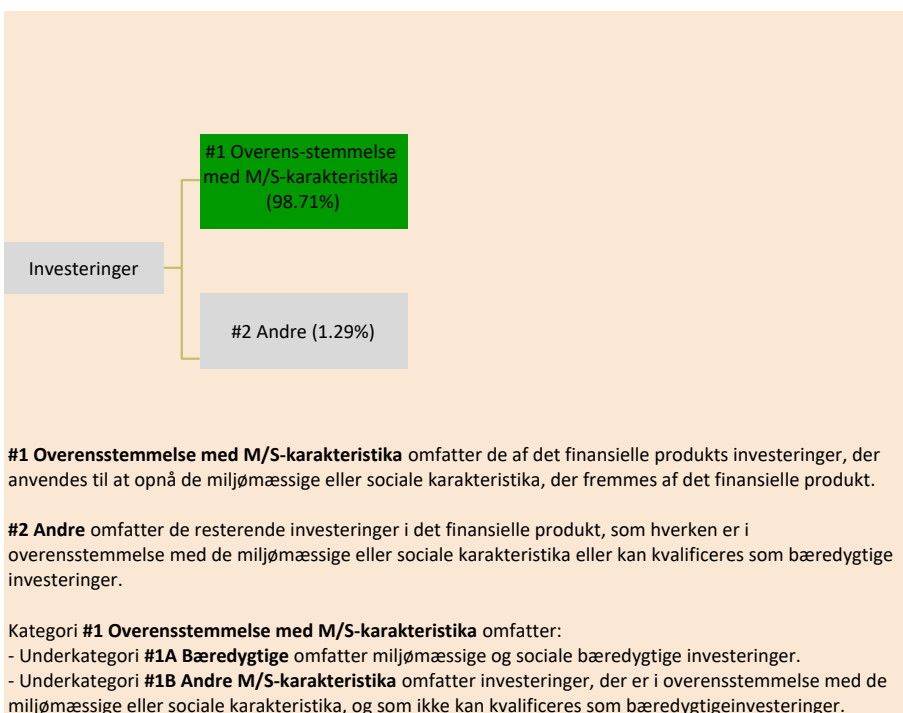 #1 Overens-stemmelse
med M/S-karakteristika
(98.71%)
Investeringer
#2 Andre (1.29%)
#1 Overensstemmelse med M/S-karakteristika omfatter de af det finansielle produkts investeringer, der
anvendes til at opnå de miljømæssige eller sociale karakteristika, der fremmes af det finansielle produkt.
#2 Andre omfatter de resterende investeringer i det finansielle produkt, som hverken er i
overensstemmelse med de miljømæssige eller sociale karakteristika eller kan kvalificeres som bæredygtige
investeringer.
Kategori #1 Overensstemmelse med M/S-karakteristika omfatter:
- Underkategori #1A Bæredygtige omfatter miljømæssige og sociale bæredygtige investeringer.
- Underkategori #1B Andre M/S-karakteristika omfatter investeringer, der er i overensstemmelse med de
miljømæssige eller sociale karakteristika, og som ikke kan kvalificeres som bæredygtigeinvesteringer.